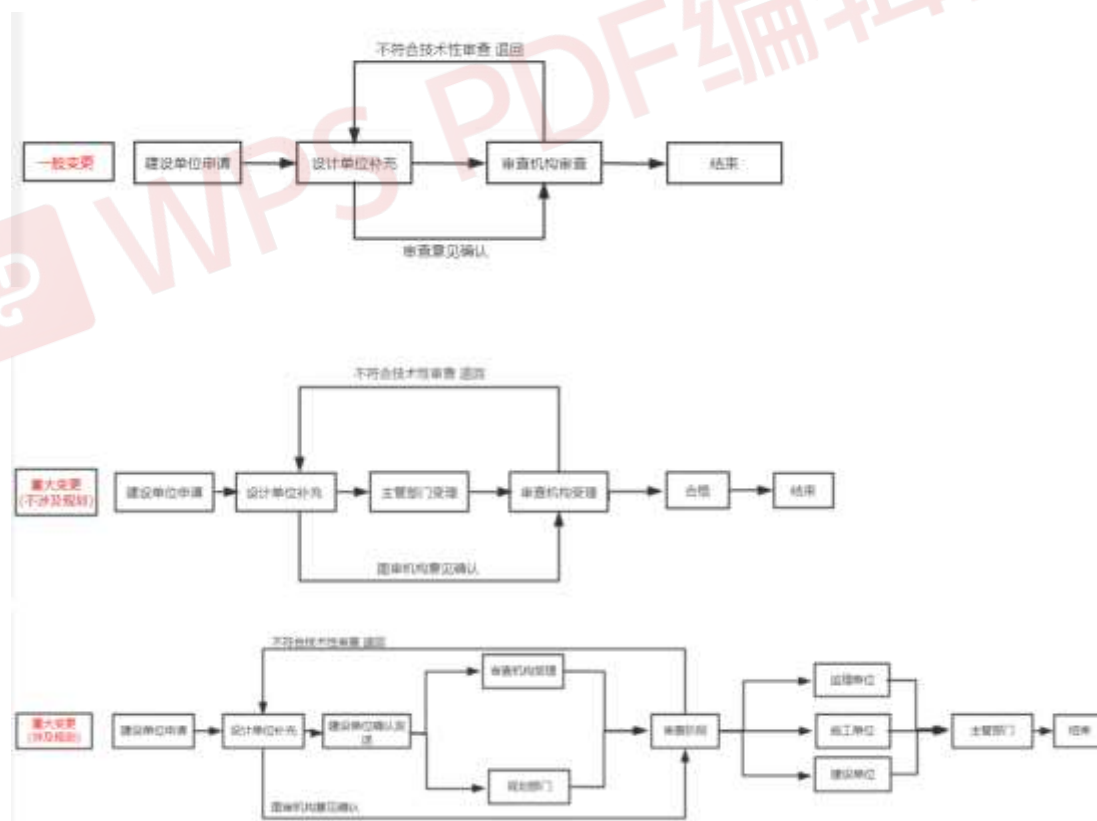 WPS PDF编辑
不符合技术性审查 退回
一般变更
建设单位申请
设计单位补充
审查机构审查
结束
审查意见确认
不符合技术性审查 退回
重大变更
(不涉及规划)
建设单位申请
设计单位补充
主管部门受理
审查机构受理
合格
结束
图审机构意见确认
不符合技术性审查 退回
审查机构受理
监理单位
重大变更
(涉及规划)
建设单位申请
设计单位补充
建设单位确认发
送
审查阶段
施工单位
主管部门
结束
规划部门
建设单位
图审机构意见确认